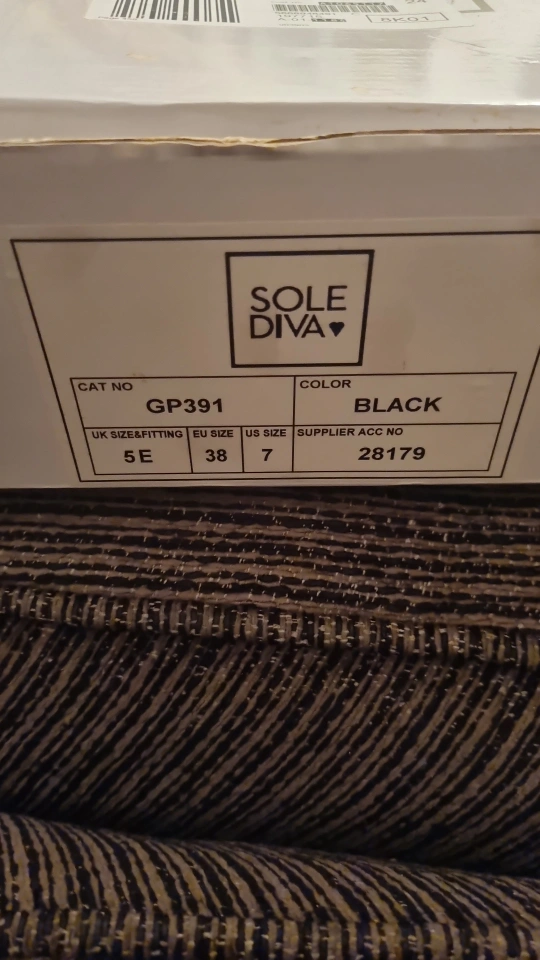 8K01
SOLE
DIVA
CAT NO
GP391
COLOR
BLACK
UK SIZE&FITTING
5E
EU SIZE
38
US SIZE
7
SUPPLIER ACC NO
28179